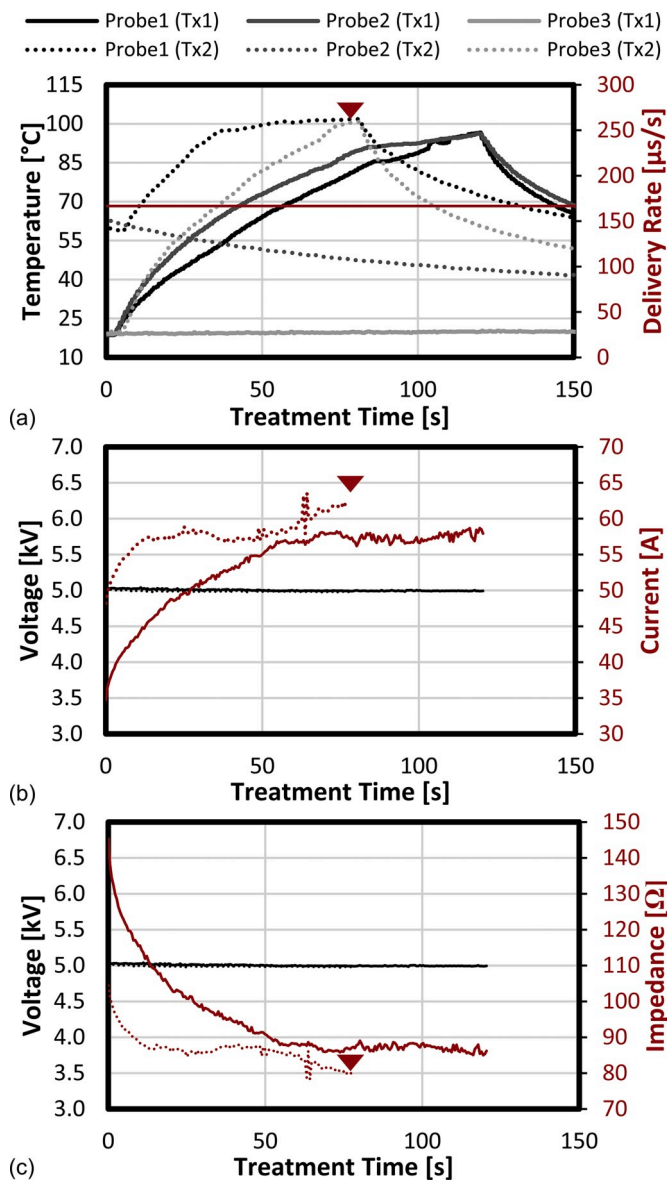 Probe1 (Tx1) Probe2 (Tx1) Probe3 (Tx1)
Probe1 (Tx2) Probe2 (Tx2) Probe3 (Tx2)
115 300
100 250
85 200
70 150
55 100
40 50
25 0
10
Temperature [°C]
Delivery Rate [µs/s]
0 50 100 150
(a) Treatment Time [s]
7.0 70
6.5 65
6.0 60
5.5 55
5.0 50
4.5 45
4.0 40
3.5 35
3.0 30
Voltage [kV]
Current [A]
0 50 100 150
(b) Treatment Time [s]
7.0 150
6.5 140
6.0 130
5.5 120
5.0 110
4.5 100
4.0 90
3.5 80
3.0 70
Voltage [kV]
Impedance [Ω]
0 50 100 150
(c) Treatment Time [s]